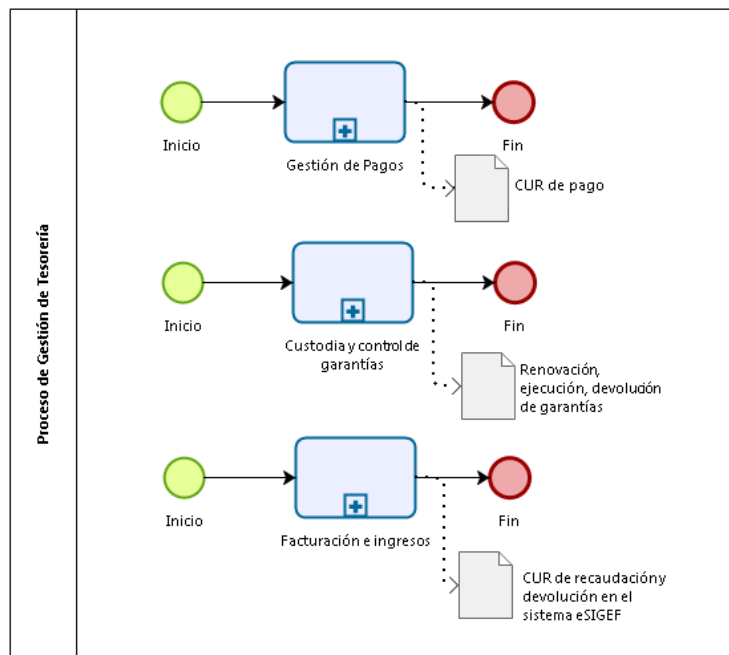 Proceso de Gestión de Tesorería
Inicio
Gestión de Pagos
Fin
CUR de pago
Inicio
Custodia y control de
garantías
Fin
Renovación,
ejecución, devolución
de garantías
Inicio
Facturación e ingresos
Fin
CUR de recaudación y
devolución en el
sistema eSIGEF